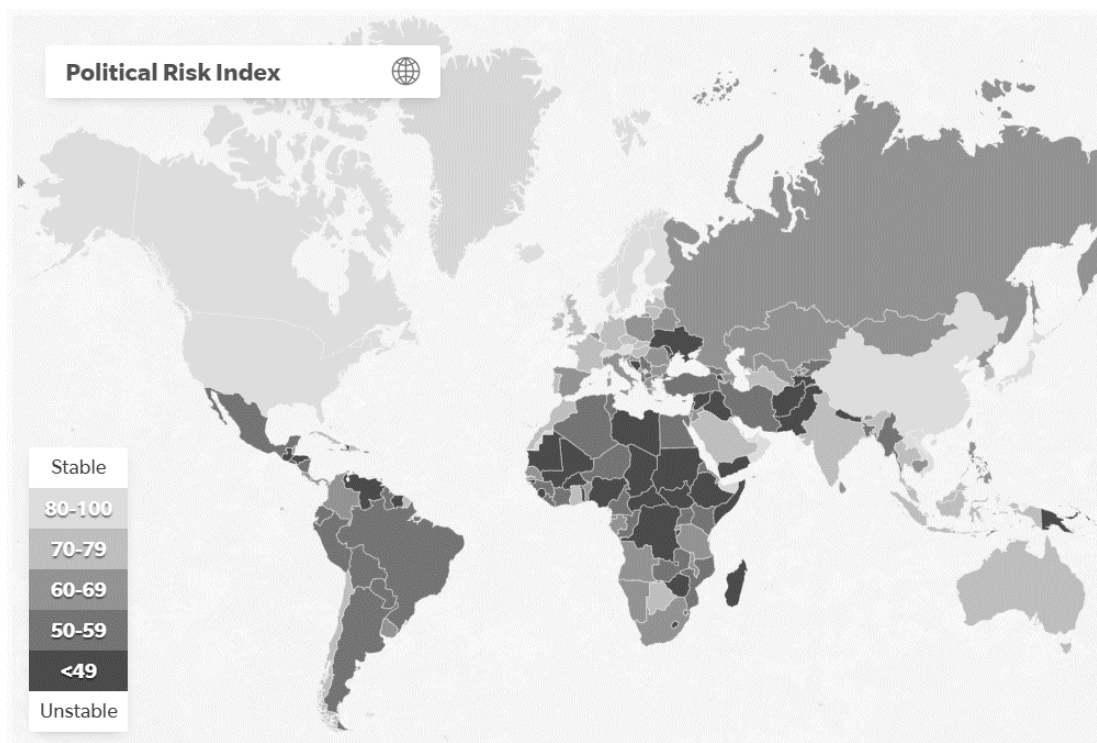 Political Risk Index
Stable
80-100
70-79
60-69
50-59
<49
Unstable